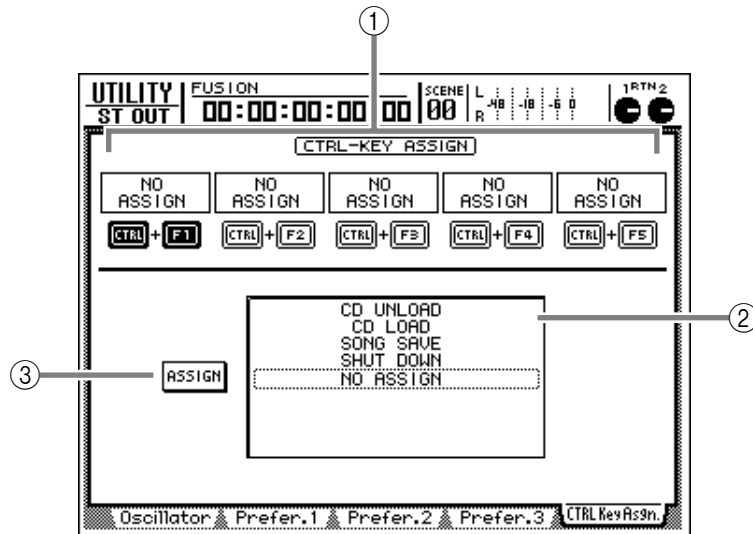 ①
UTILITY FUSION SCENE L -48 -18 -6 0 1 RTN 2
ST OUT 00:00:00:00 00 00 R
CTRL-KEY ASSIGN
NO ASSIGN NO ASSIGN NO ASSIGN NO ASSIGN NO ASSIGN
CTRL + F1 CTRL + F2 CTRL + F3 CTRL + F4 CTRL + F5
CD UNLOAD
②
CD LOAD
SONG SAVE
SHUT DOWN
③ ASSIGN NO ASSIGN
Oscillator Prefer.1 Prefer.2 Prefer.3 CTRL Key Asgn.